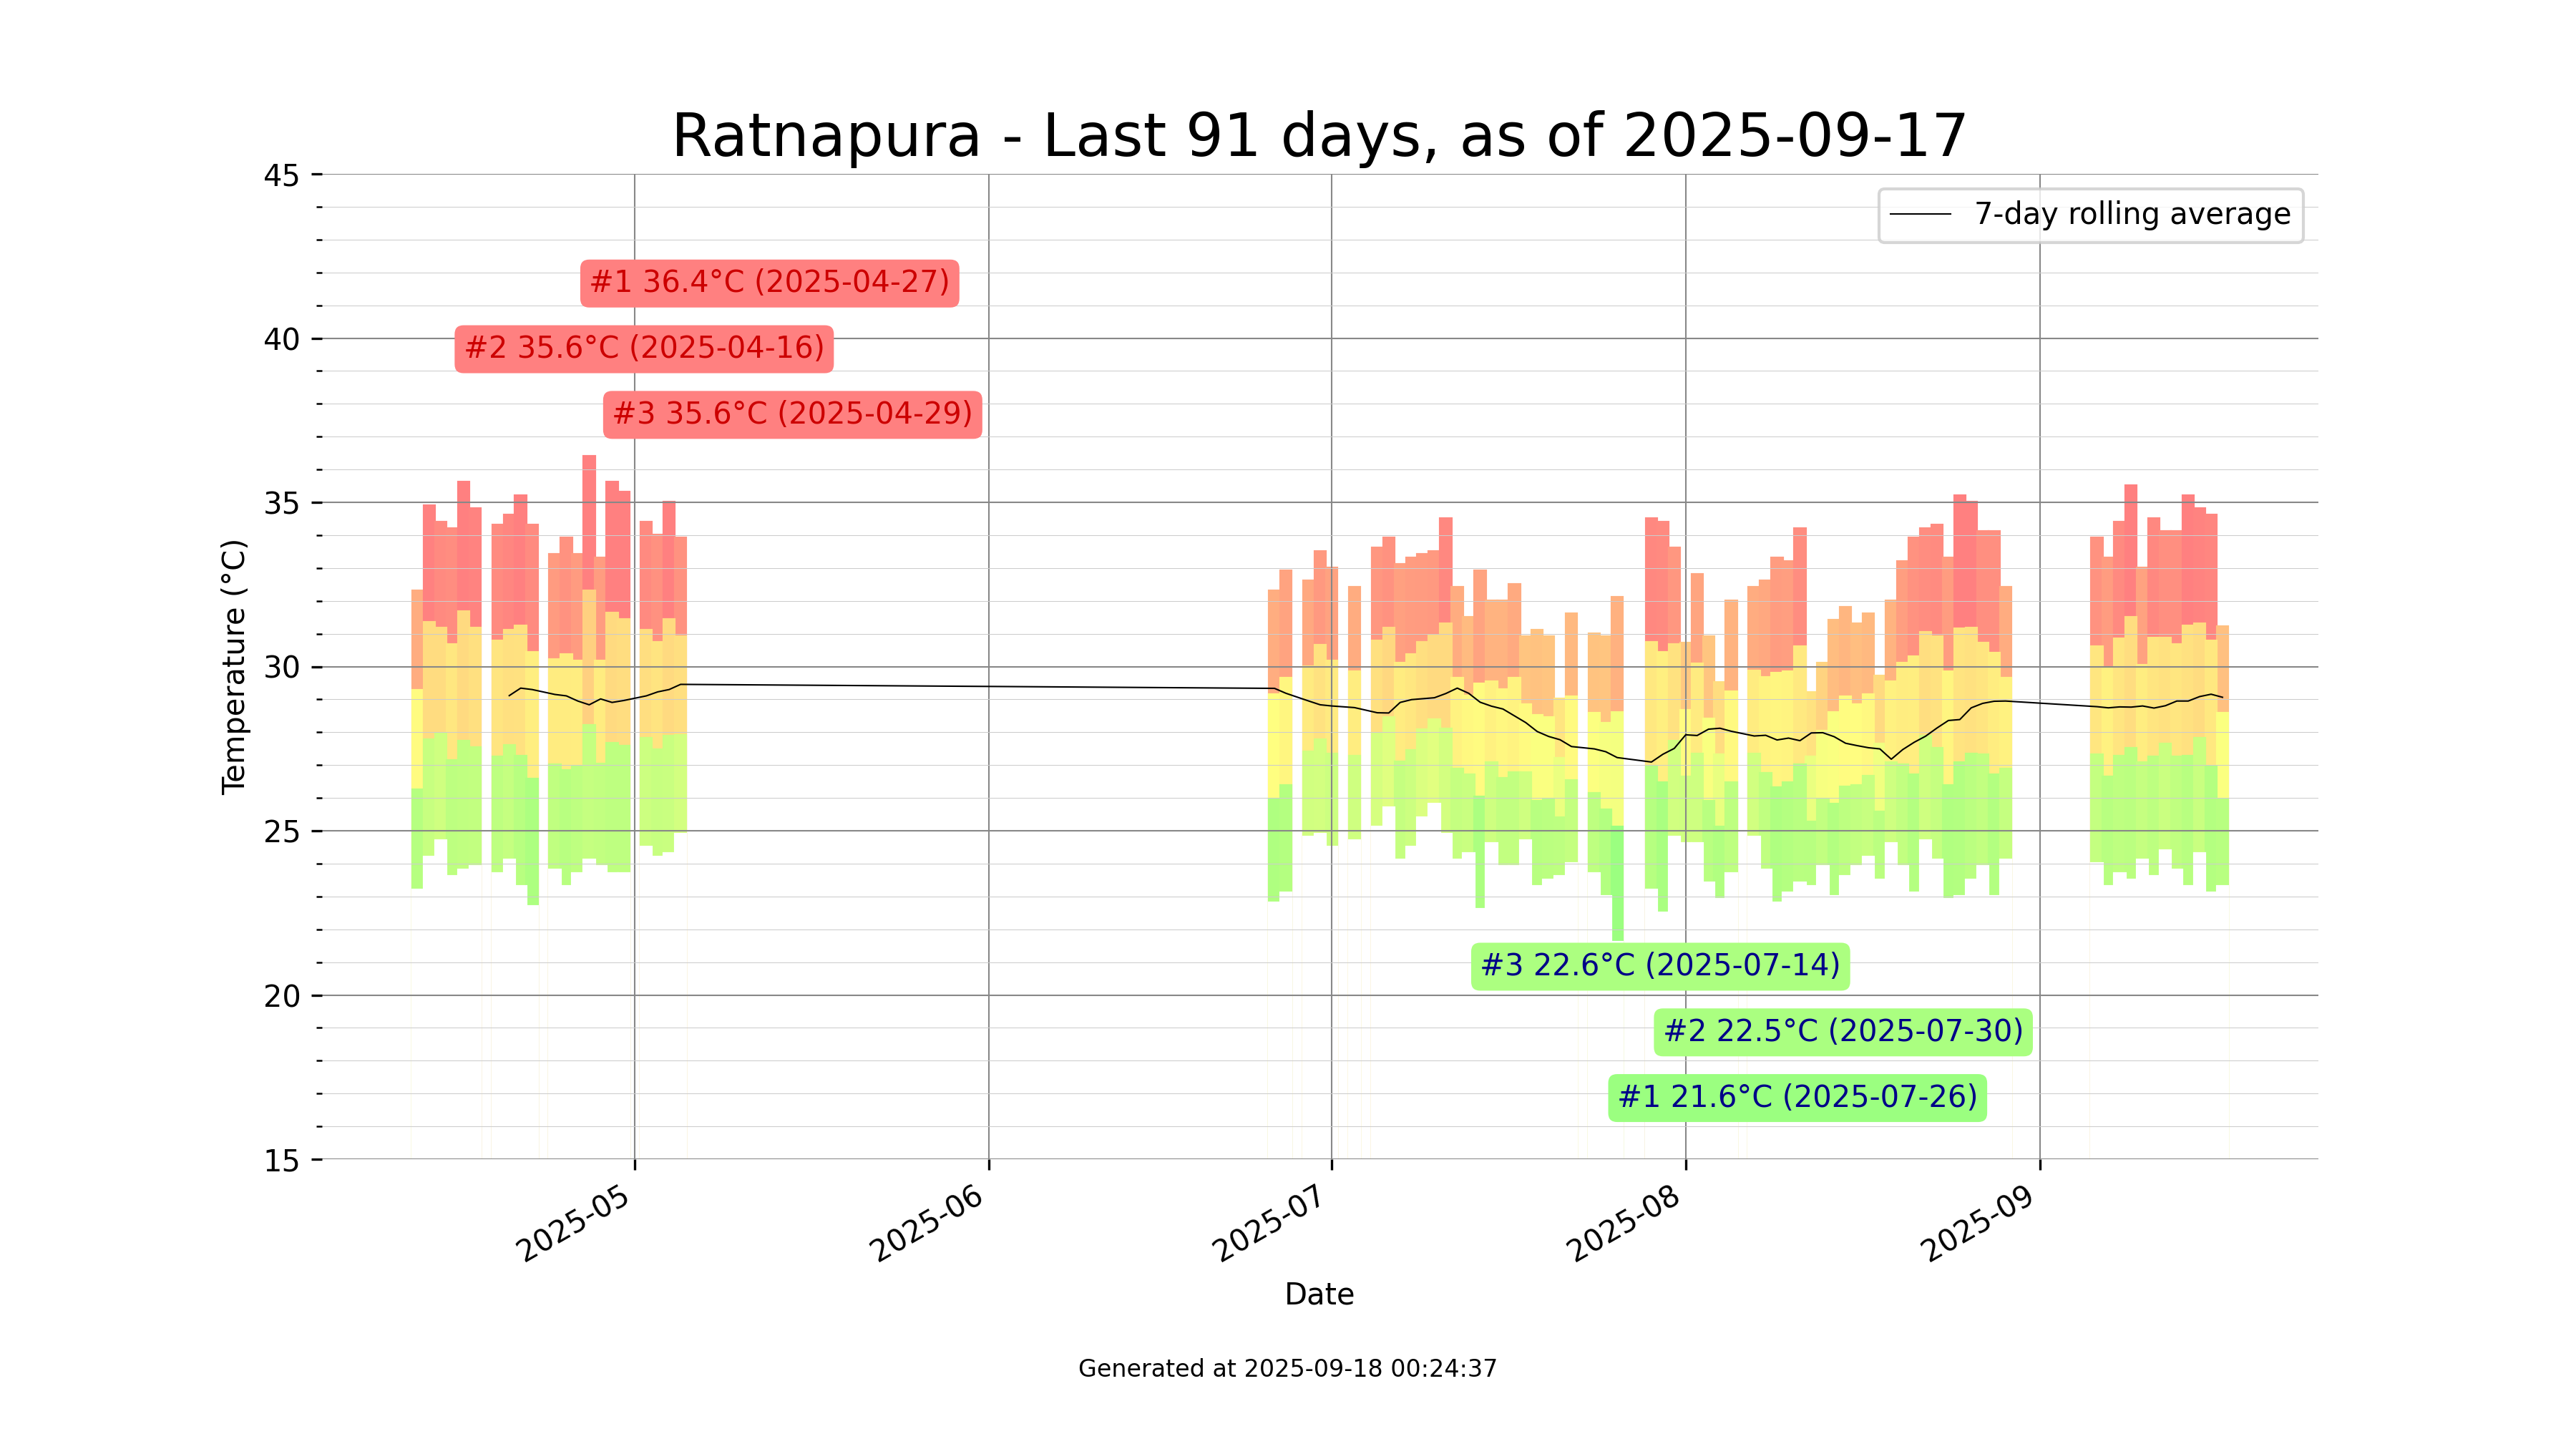 Ratnapura - Last 91 days, as of 2025-09-17
45
40
35
30
25
20
15
Temperature (°C)
7-day rolling average
#1 36.4°C (2025-04-27)
#2 35.6°C (2025-04-16)
#3 35.6°C (2025-04-29)
#3 22.6°C (2025-07-14)
#2 22.5°C (2025-07-30)
#1 21.6°C (2025-07-26)
2025-05
2025-06
2025-07
2025-08
2025-09
Date
Generated at 2025-09-18 00:24:37